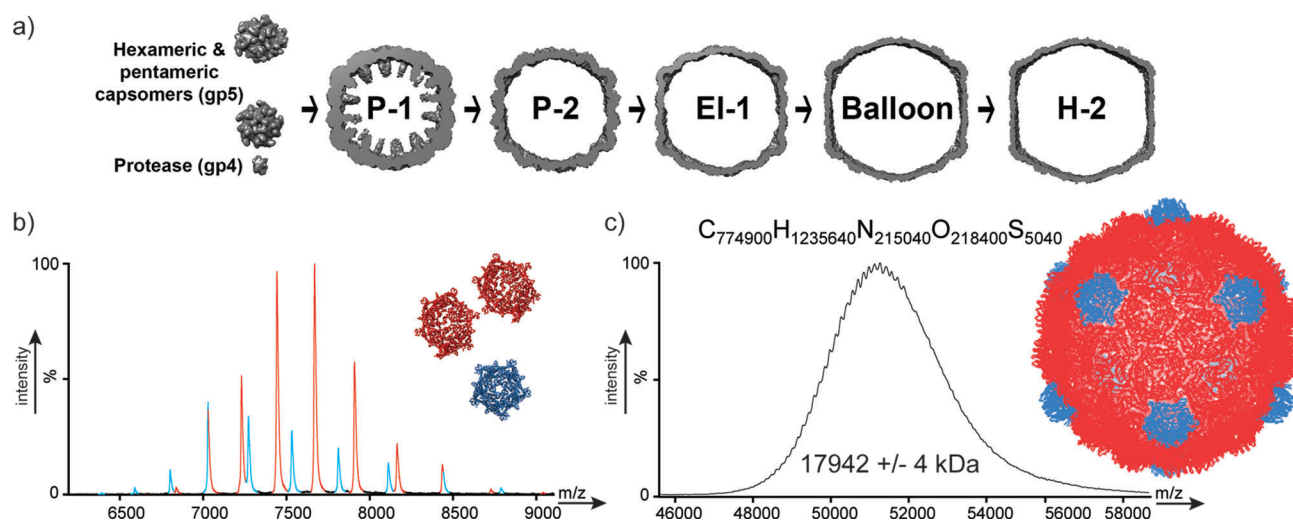 a)
Hexameric &
pentameric
capsomers (gp5)
Protease (gp4)
P-1
P-2
EI-1
Balloon
H-2
b)
100
%
0
intensity
6500 7000 7500 8000 8500 9000 m/z
c)
C774900H1235640N215040O218400S5040
100
%
0
intensity
17942 +/- 4 kDa
46000 48000 50000 52000 54000 56000 58000 m/z